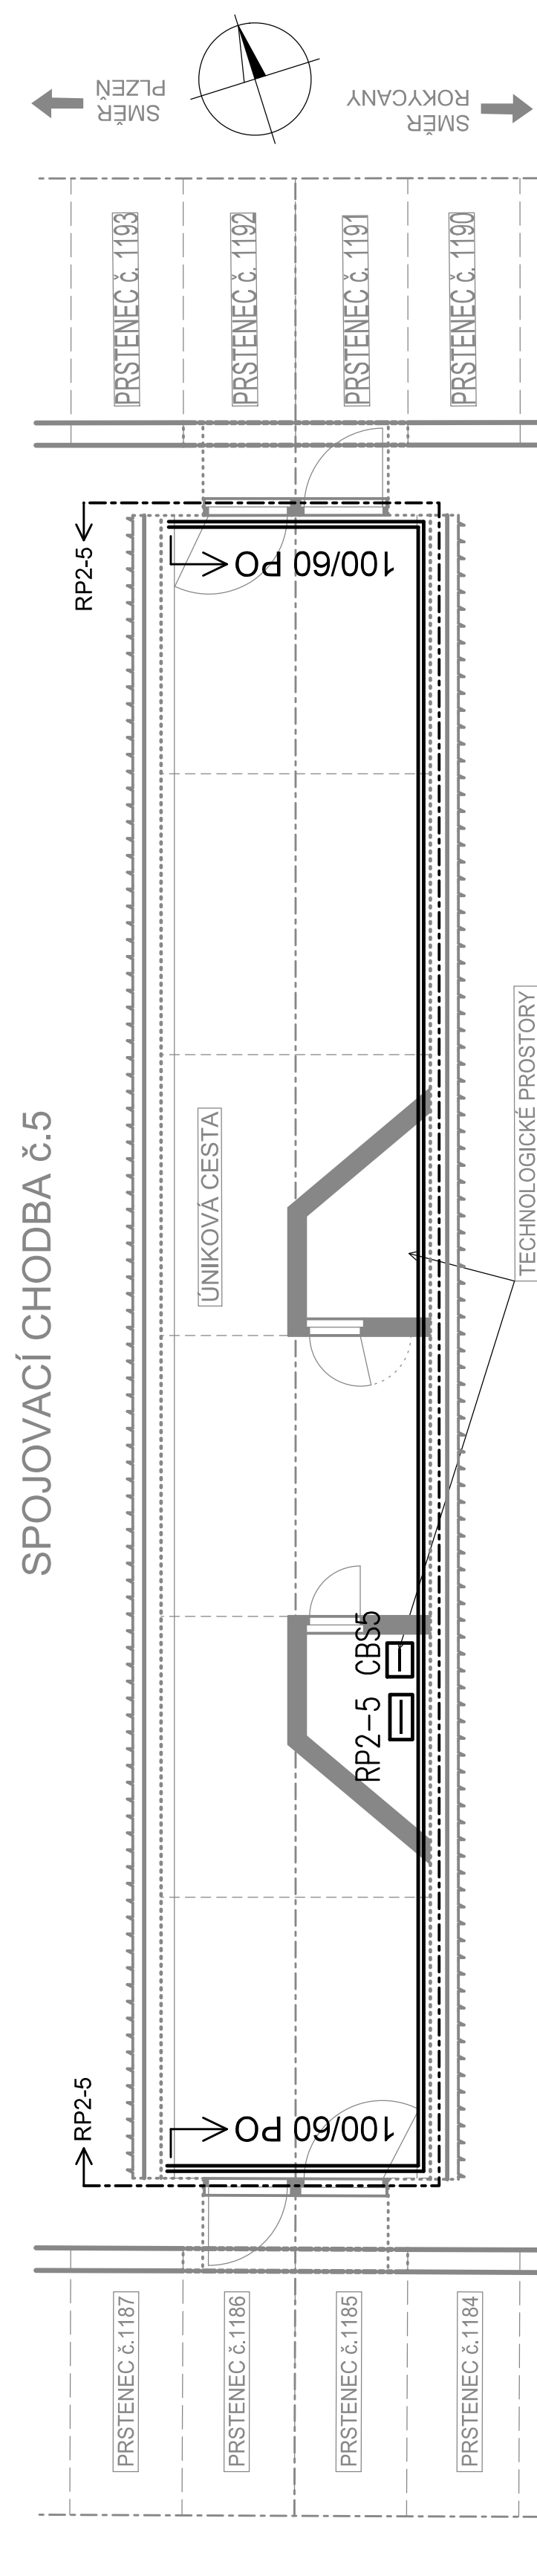 SMĚR
PLZEŇ
SMĚR
ROKYCANY
PRSTENEC č. 1193
PRSTENEC č. 1192
PRSTENEC č. 1191
PRSTENEC č. 1190
RP2-5
100/60 PO
SPOJOVACÍ CHODBA č.5
ÚNIKOVÁ CESTA
TECHNOLOGICKÉ PROSTORY
CBS5
RP2-5
RP2-5
100/60 PO
PRSTENEC č.1187
PRSTENEC č.1186
PRSTENEC č.1185
PRSTENEC č.1184